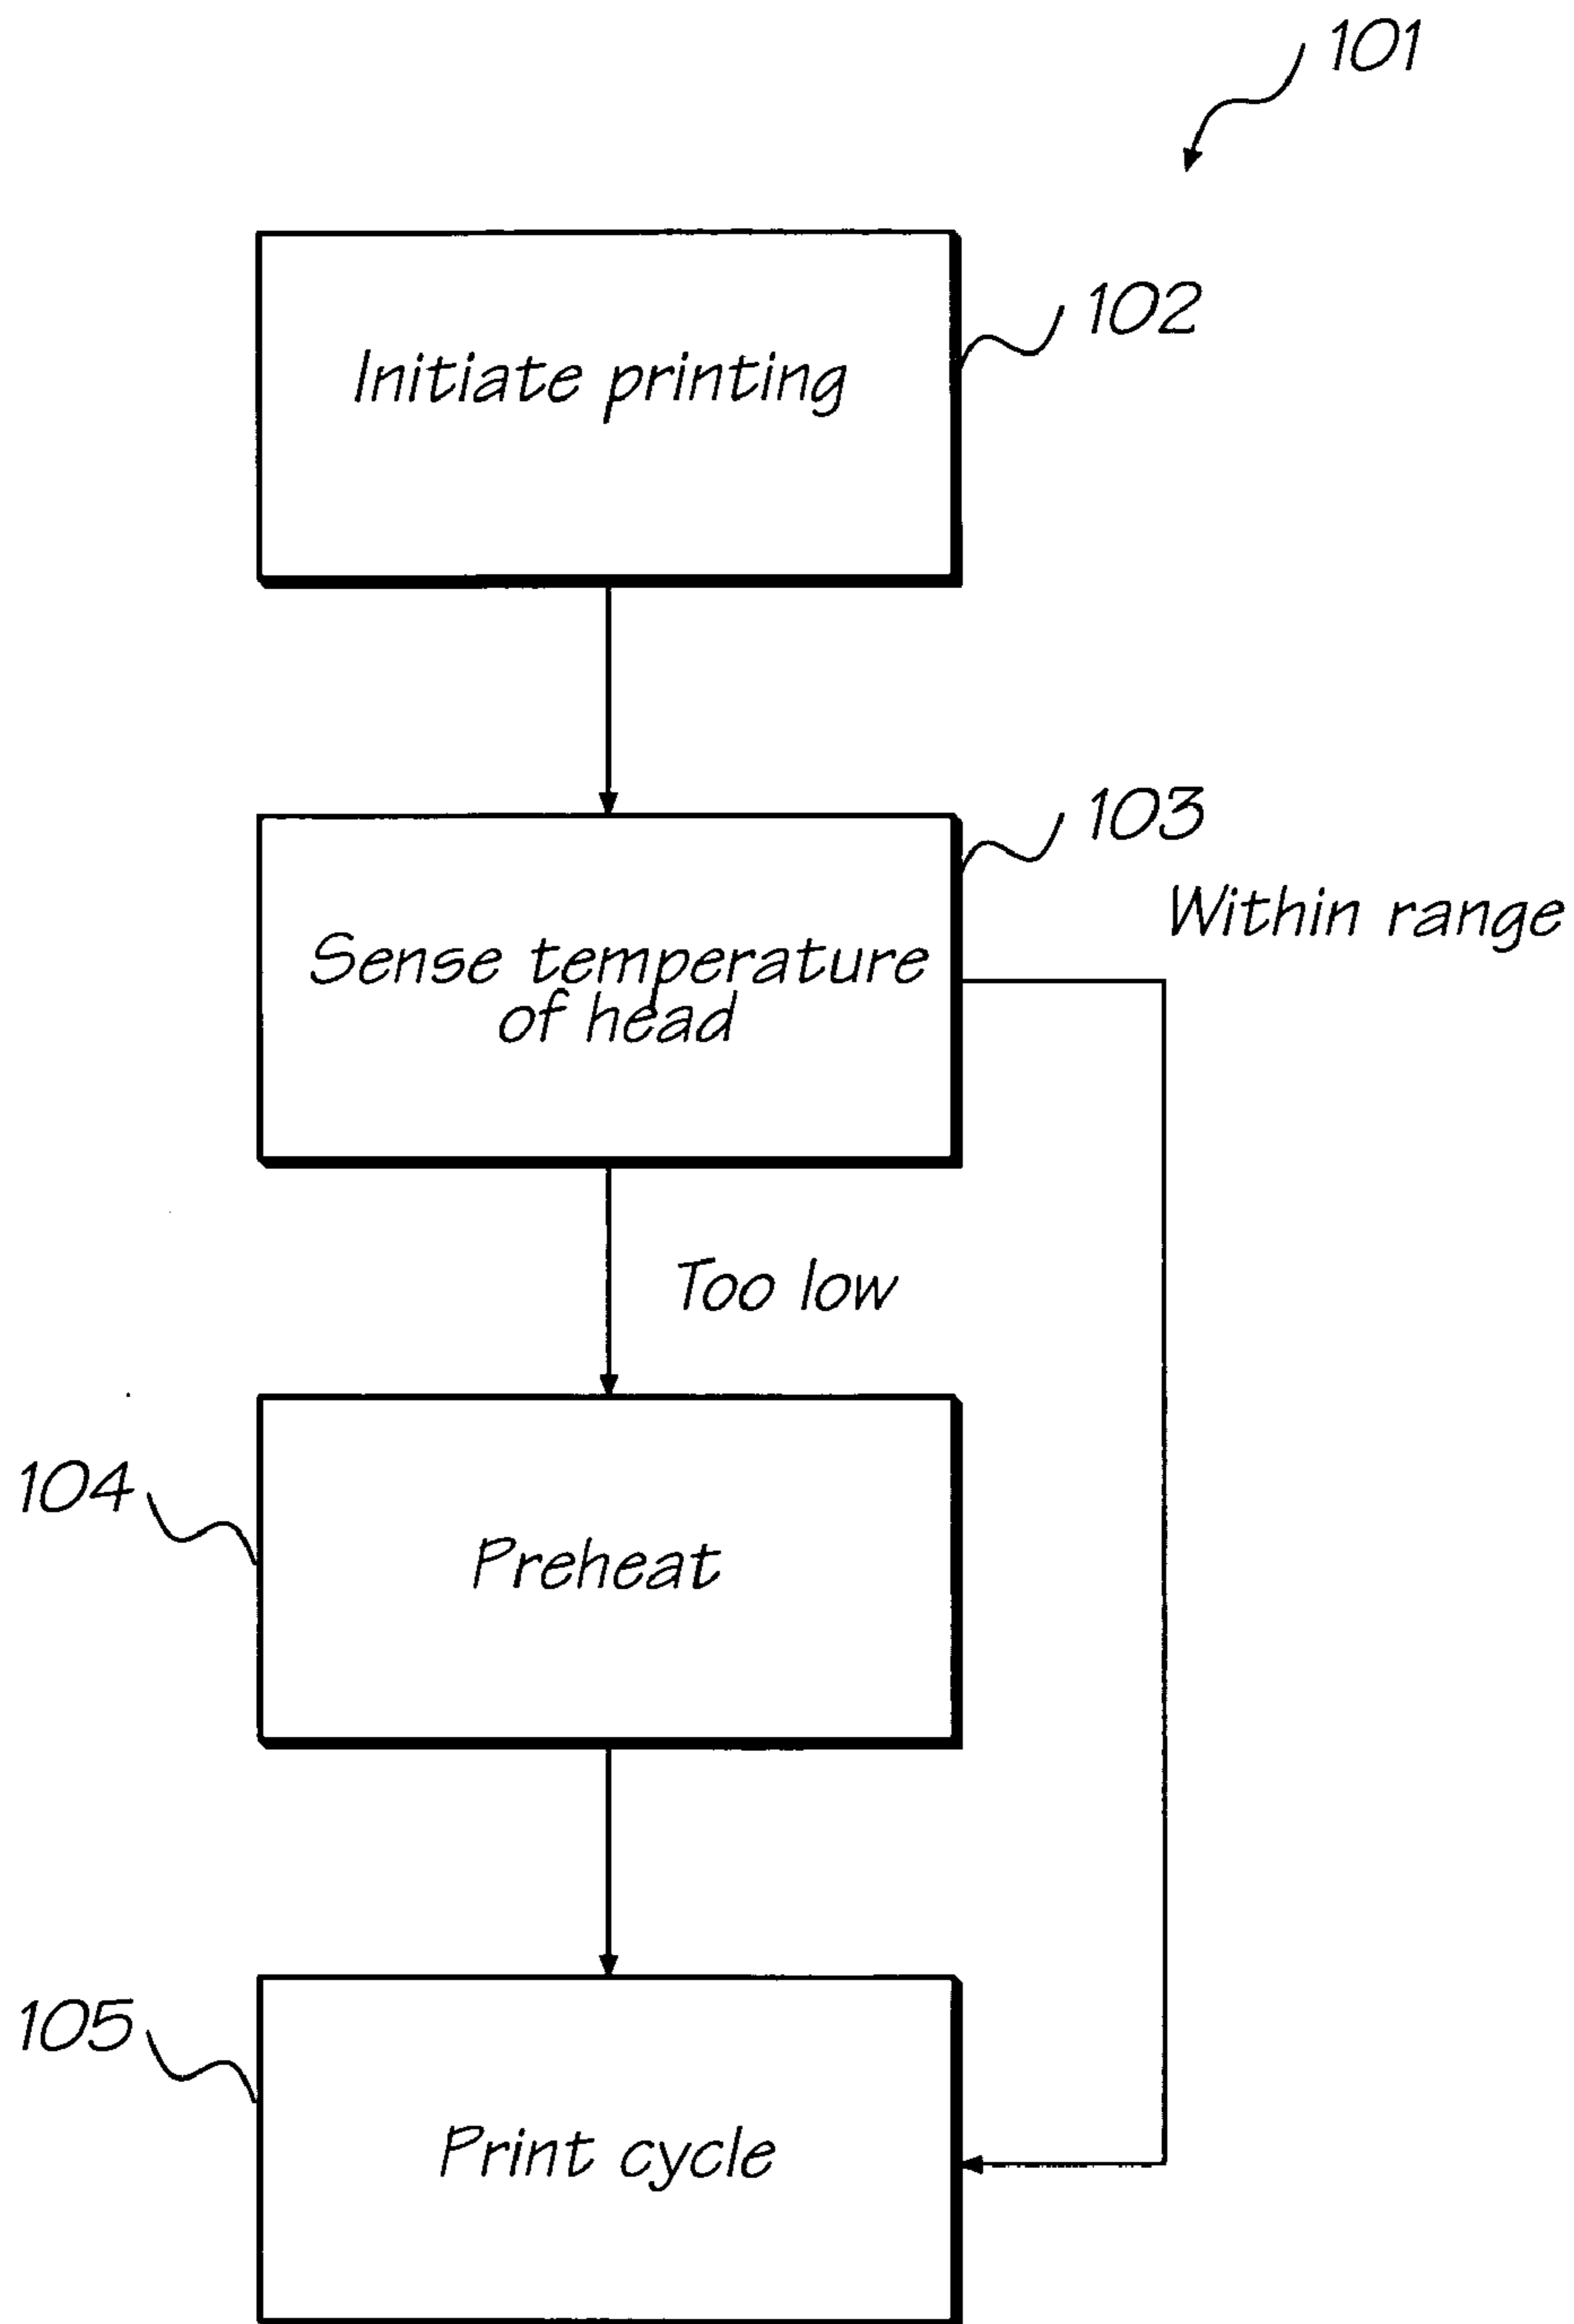 101
Initiate printing
102
103
Within range
Sense temperature
of head
Too low
104
Preheat
105
Print cycle